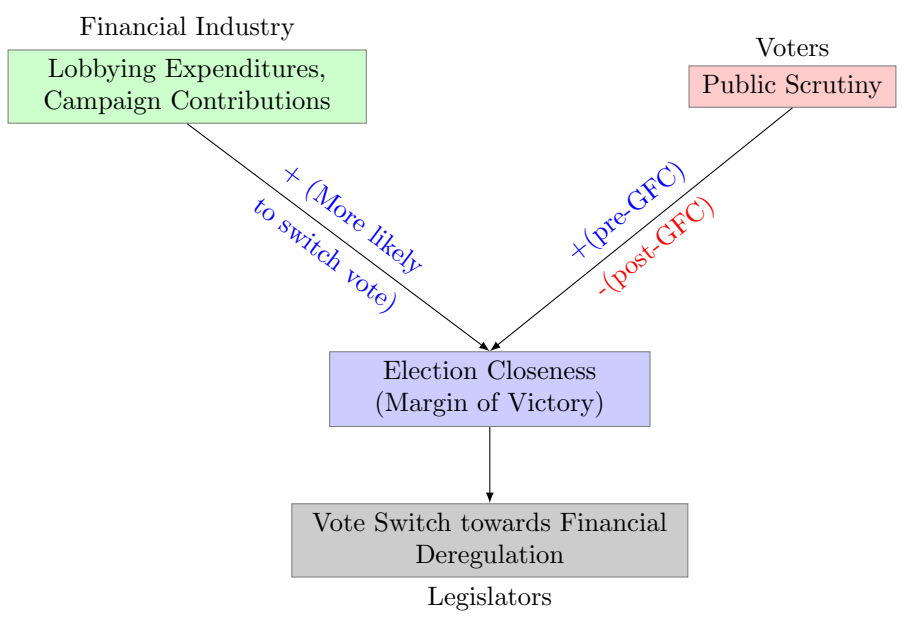 Financial Industry
Lobbying Expenditures,
Campaign Contributions
Voters
Public Scrutiny
+ (More likely
to switch vote)
+(pre-GFC)
-(post-GFC)
Election Closeness
(Margin of Victory)
Vote Switch towards Financial
Deregulation
Legislators